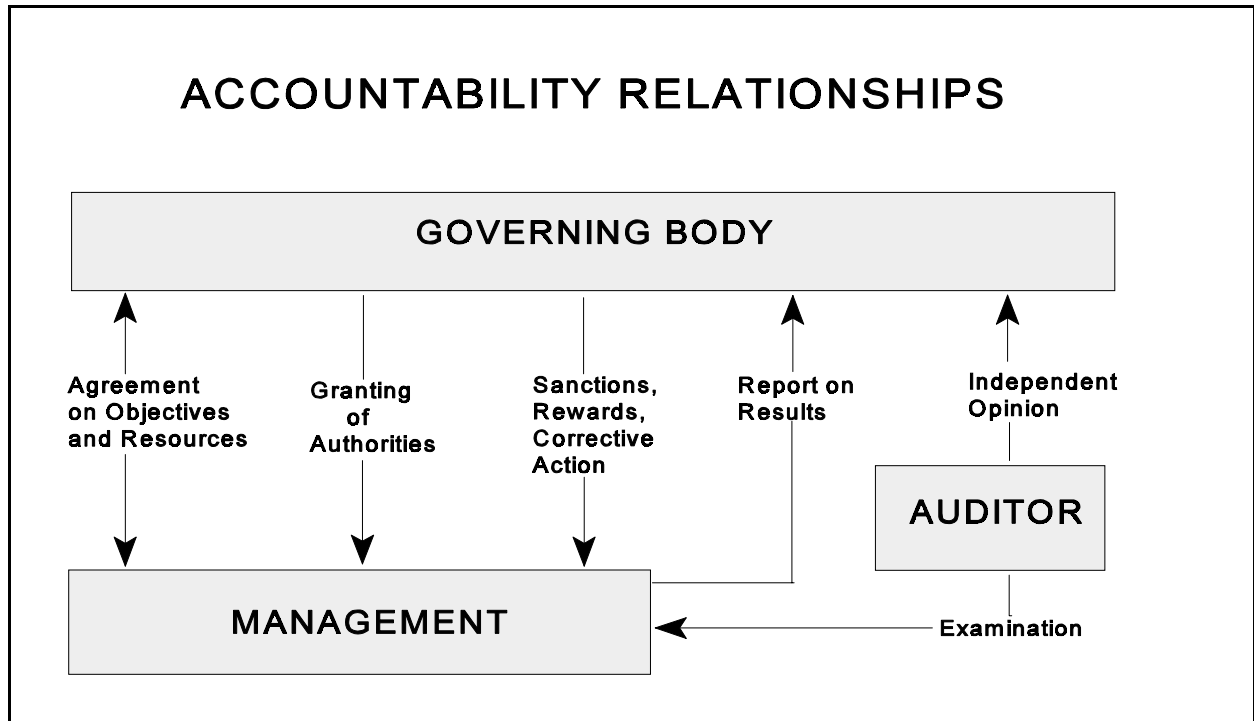 ACCOUNTABILITY RELATIONSHIPS
GOVERNING BODY
Agreement
on Objectives
and Resources
Granting
of
Authorities
Sanctions,
Rewards,
Corrective
Action
Report on
Results
Independent
Opinion
AUDITOR
MANAGEMENT
Examination